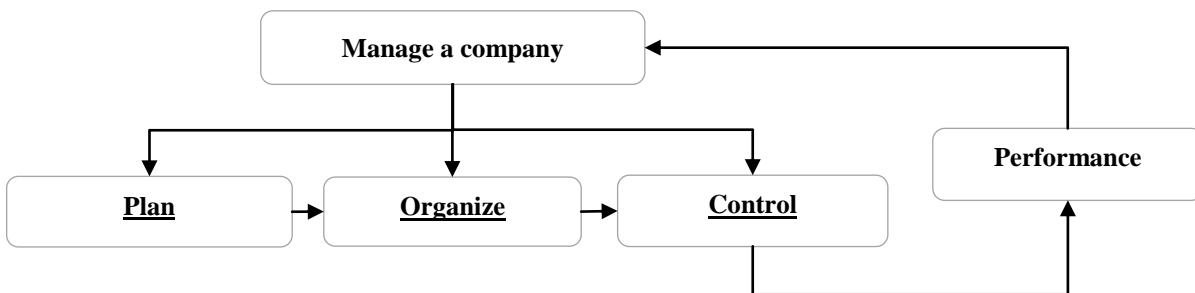 Manage a company
Performance
Plan
Organize
Control